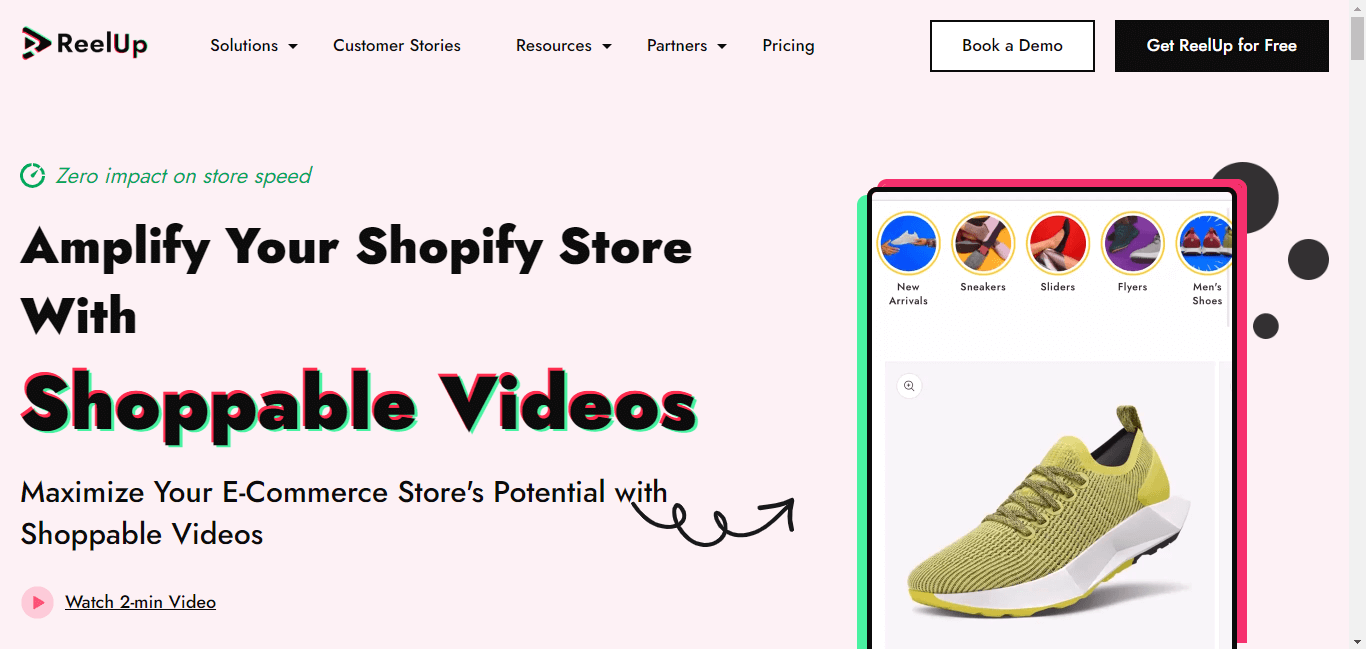 ReelUp
Solutions
Customer Stories
Resources
Partners
Pricing
Book a Demo
Get ReelUp for Free
Zero impact on store speed
Amplify Your Shopify Store
With
Shoppable Videos
Maximize Your E-Commerce Store's Potential with
Shoppable Videos
Watch 2-min Video
New
Arrivals
Sneakers
Sliders
Flyers
Men's
Shoes